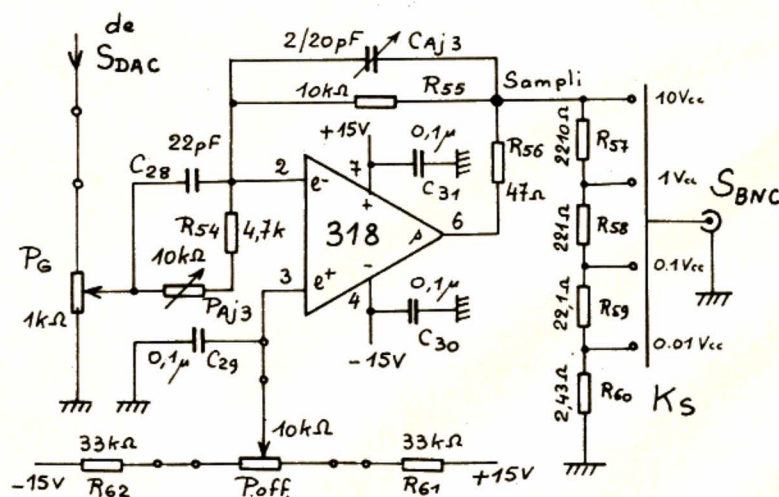 de
SDAC
2/20pF
CAj3
10kΩ
R55
Sampli
10Vcc
+15V
0,1μ
R56
47Ω
2210Ω
R57
22pF
C28
2
7
C31
1Vcc
SBNC
e-
+
318
s
6
221Ω
R58
R54
4,7k
PG
10kΩ
3
e+
-
0.1Vcc
1kΩ
PAj3
4
0,1μ
22,1Ω
R59
0,1μ
C29
-15V
C30
0.01Vcc
2,43Ω
R60
KS
33kΩ
10kΩ
33kΩ
-15V
R62
Poff.
R61
+15V